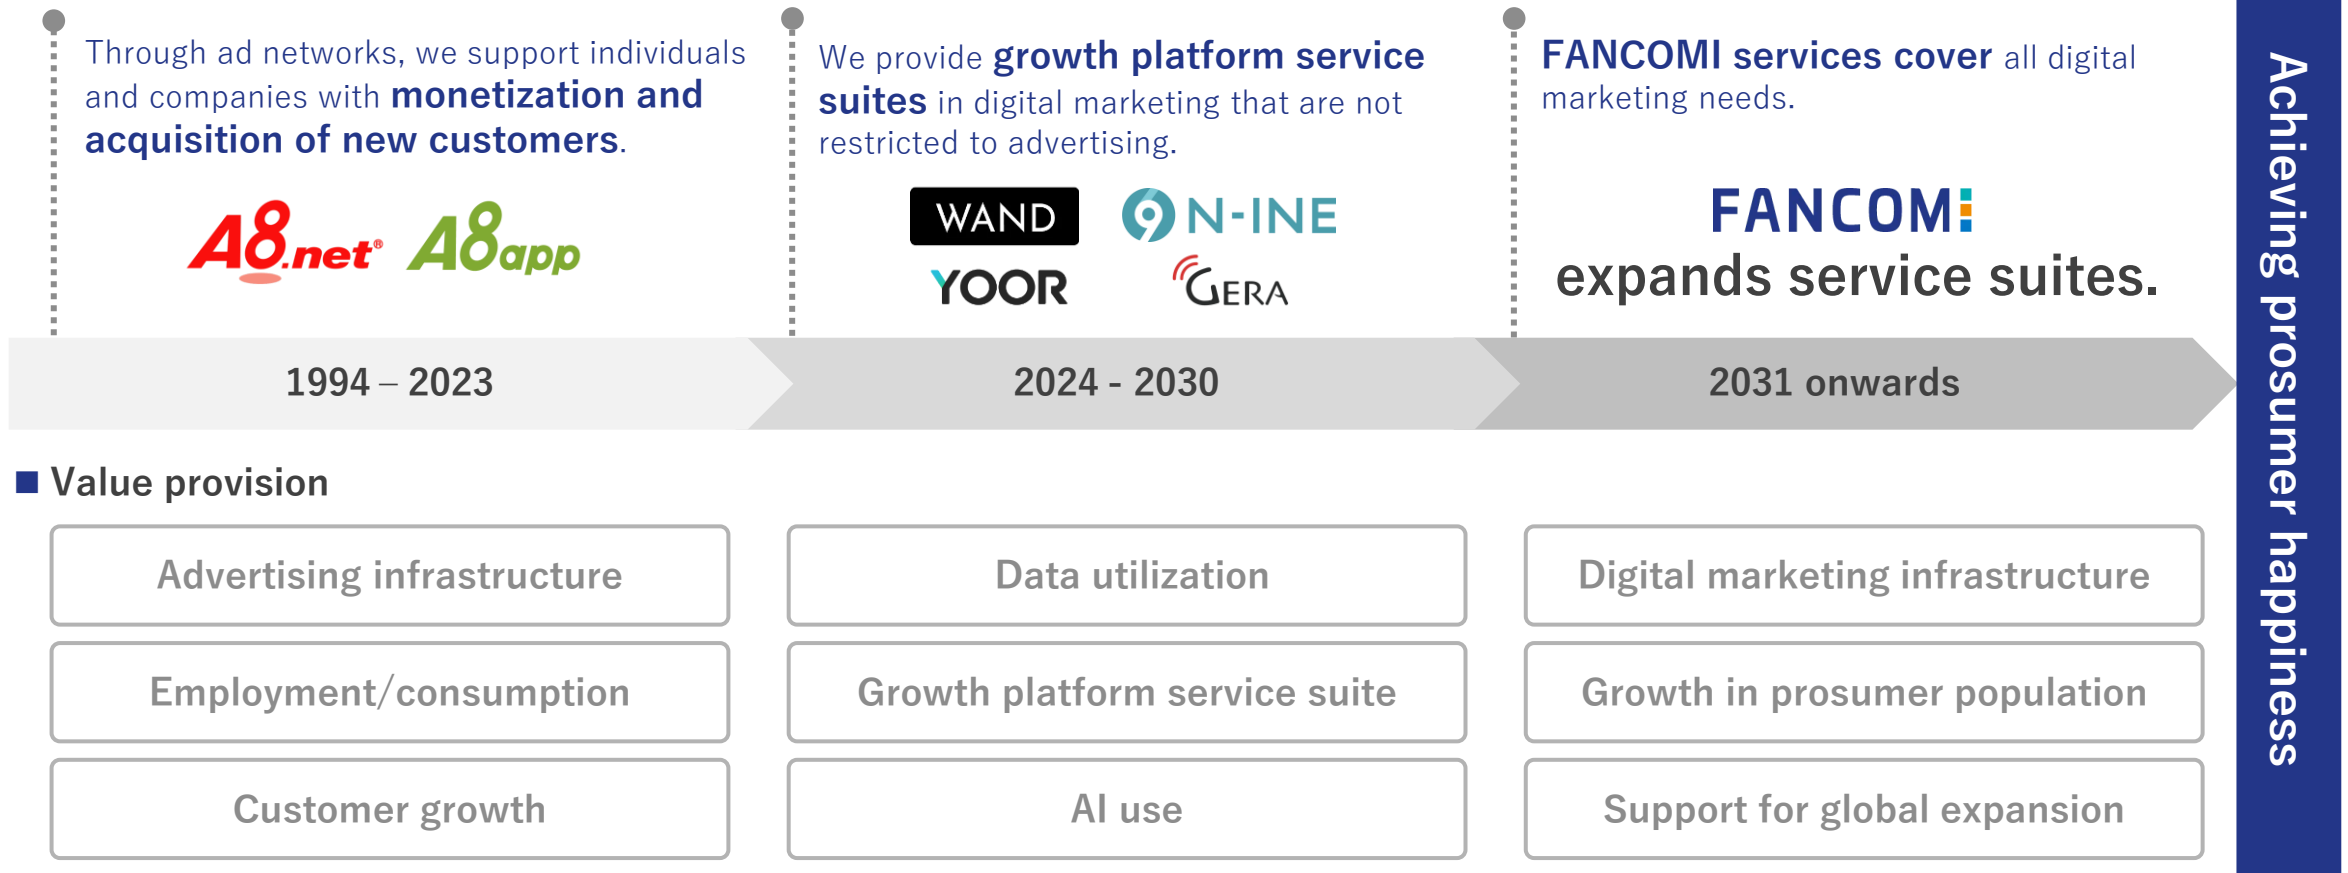 Through ad networks, we support individuals
and companies with monetization and
acquisition of new customers.
A8.net®
A8app
We provide growth platform service
suites in digital marketing that are not
restricted to advertising.
WAND
N-INE
YOOR
GERA
FANCOMI services cover all digital
marketing needs.
FANCOMI
expands service suites.
1994 – 2023
2024 - 2030
2031 onwards
Value provision
Advertising infrastructure
Data utilization
Digital marketing infrastructure
Employment/consumption
Growth platform service suite
Growth in prosumer population
Customer growth
AI use
Support for global expansion
Achieving prosumer happiness